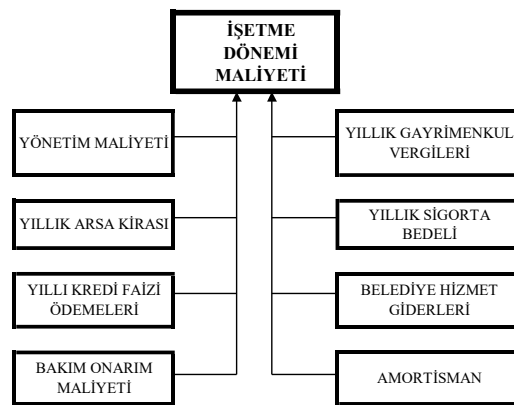 İŞETME
DÖNEMİ
MALİYETİ
YÖNETİM MALİYETİ
YILLIK ARSA KİRASI
YILLI KREDİ FAİZİ
ÖDEMELERİ
BAKIM ONARIM
MALİYETİ
YILLIK GAYRİMENKUL
VERGİLERİ
YILLIK SİGORTA
BEDELİ
BELEDİYE HİZMET
GİDERLERİ
AMORTİSMAN